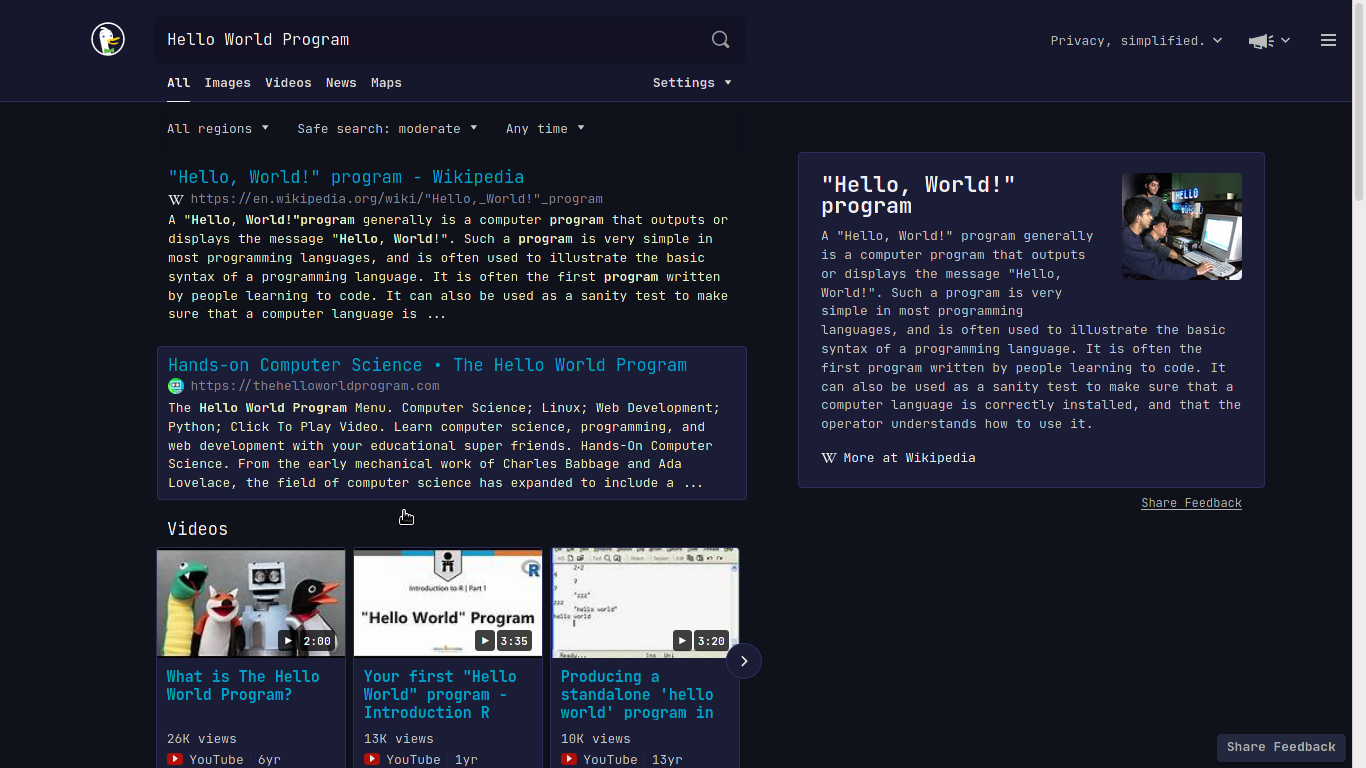 Hello World Program
Privacy, simplified.
All Images Videos News Maps Settings
All regions Safe search: moderate Any time
"Hello, World!" program - Wikipedia
https://en.wikipedia.org/wiki/"Hello,_World!"_program
A "Hello, World!"program generally is a computer program that outputs or
displays the message "Hello, World!". Such a program is very simple in
most programming languages, and is often used to illustrate the basic
syntax of a programming language. It is often the first program written
by people learning to code. It can also be used as a sanity test to make
sure that a computer language is ...
Hands-on Computer Science • The Hello World Program
https://thehelloworldprogram.com
The Hello World Program Menu. Computer Science; Linux; Web Development;
Python; Click To Play Video. Learn computer science, programming, and
web development with your educational super friends. Hands-On Computer
Science. From the early mechanical work of Charles Babbage and Ada
Lovelace, the field of computer science has expanded to include a ...
Videos
2:00
What is The Hello
World Program?
26K views
YouTube 6yr
R
Introduction to R | Part 1
"Hello World" Program
3:35
Your first "Hello
World" program -
Introduction R
13K views
YouTube 1yr
2+2
"zzz"
zzz
"hello world"
hello world
Ready...
3:20
Producing a
standalone 'hello
world' program in
10K views
YouTube 13yr
"Hello, World!"
program
HELLO
WORLD
A "Hello, World!" program generally
is a computer program that outputs
or displays the message "Hello,
World!". Such a program is very
simple in most programming
languages, and is often used to illustrate the basic
syntax of a programming language. It is often the
first program written by people learning to code. It
can also be used as a sanity test to make sure that a
computer language is correctly installed, and that the
operator understands how to use it.
W More at Wikipedia
Share Feedback
Share Feedback